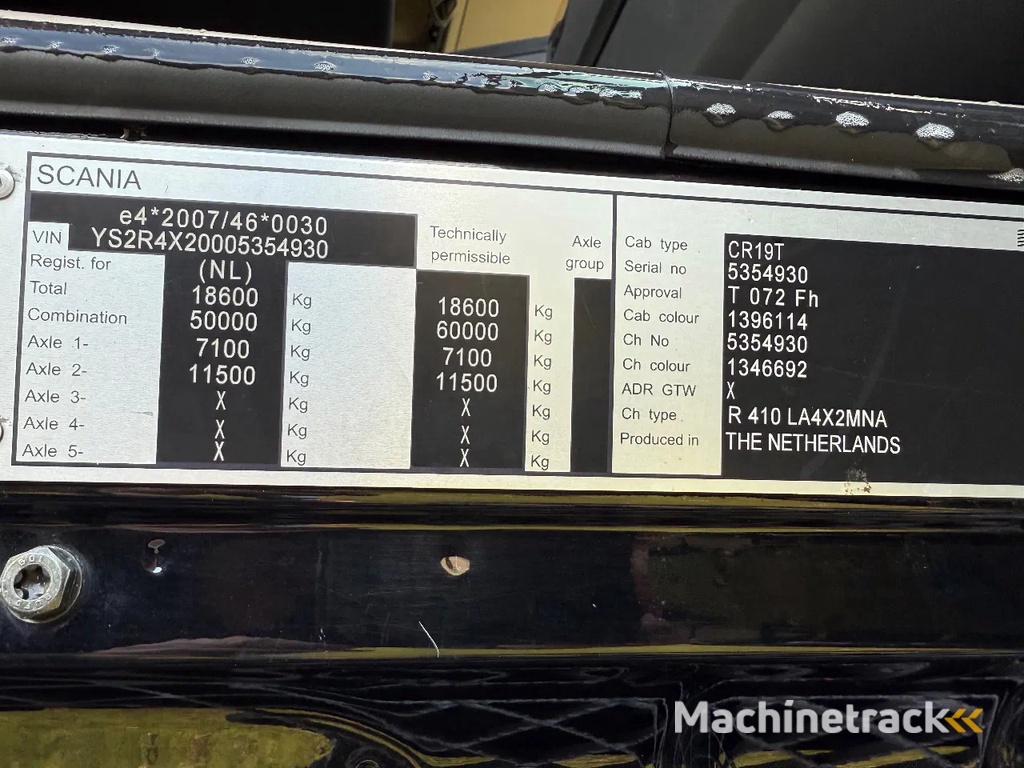 SCANIA
e4*2007/46*0030
VIN YS2R4X20005354930
Regist. for (NL)
Technically permissible
Axle group
Total 18600 Kg 18600 Kg
Combination 50000 Kg 60000 Kg
Axle 1- 7100 Kg 7100 Kg
Axle 2- 11500 Kg 11500 Kg
Axle 3- X Kg X Kg
Axle 4- X Kg X Kg
Axle 5- X Kg X Kg
Cab type CR19T
Serial no 5354930
Approval T 072 Fh
Cab colour 1396114
Ch No 5354930
Ch colour 1346692
ADR GTW X
Ch type R 410 LA4X2MNA
Produced in THE NETHERLANDS
Machinetrack